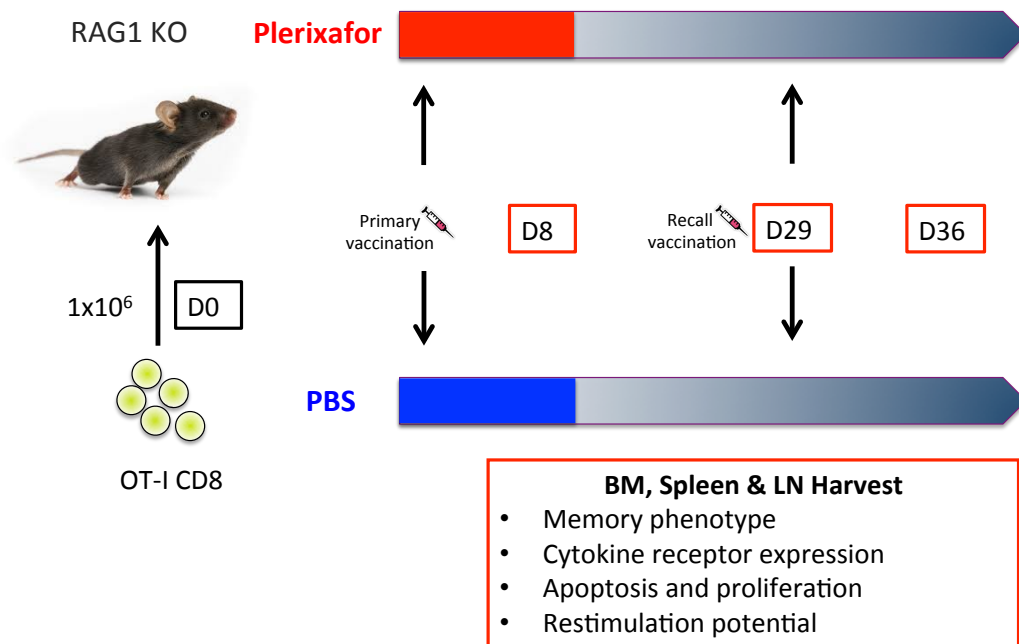 RAG1 KO
Plerixafor
Primary
vaccination
D8
Recall
vaccination
D29
D36
1x10⁶
D0
PBS
OT-I CD8
BM, Spleen & LN Harvest
• Memory phenotype
• Cytokine receptor expression
• Apoptosis and proliferation
• Restimulation potential